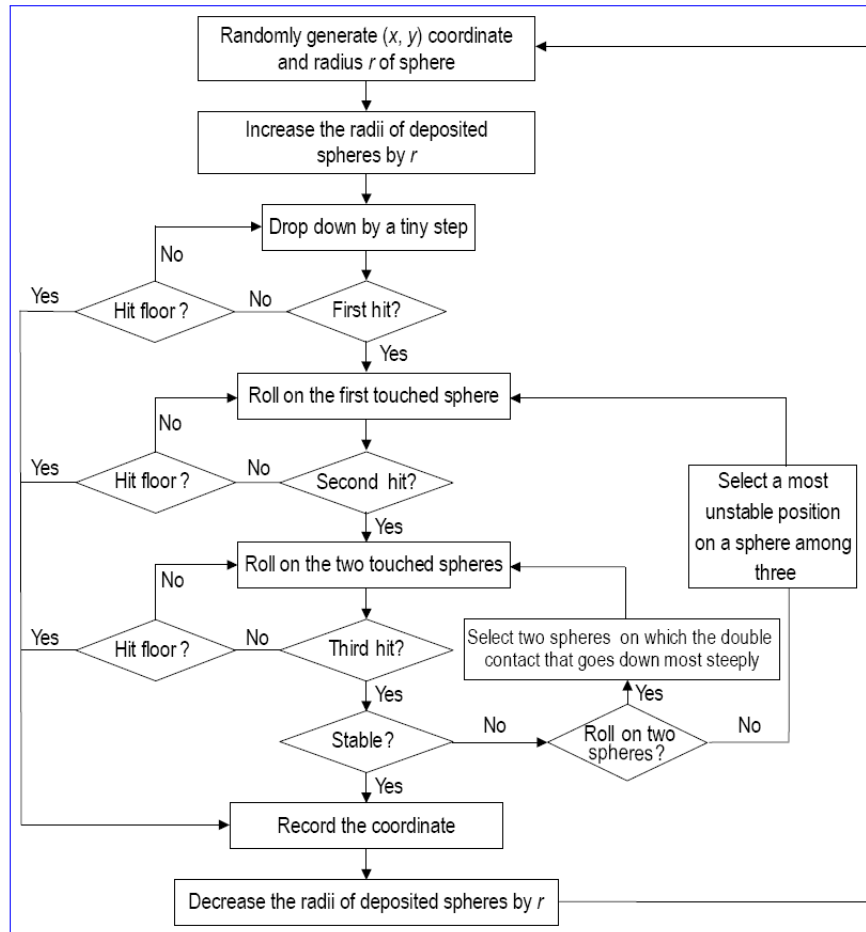 Randomly generate (x, y) coordinate
and radius r of sphere
Increase the radii of deposited
spheres by r
Drop down by a tiny step
No
Yes
Hit floor ?
No
First hit?
Yes
Roll on the first touched sphere
No
Yes
Hit floor ?
No
Second hit?
Yes
Select a most
unstable position
on a sphere among
three
Roll on the two touched spheres
No
Yes
Hit floor ?
No
Third hit?
Yes
Select two spheres on which the double
contact that goes down most steeply
Yes
Stable?
No
Roll on two
spheres?
No
Yes
Record the coordinate
Decrease the radii of deposited spheres by r